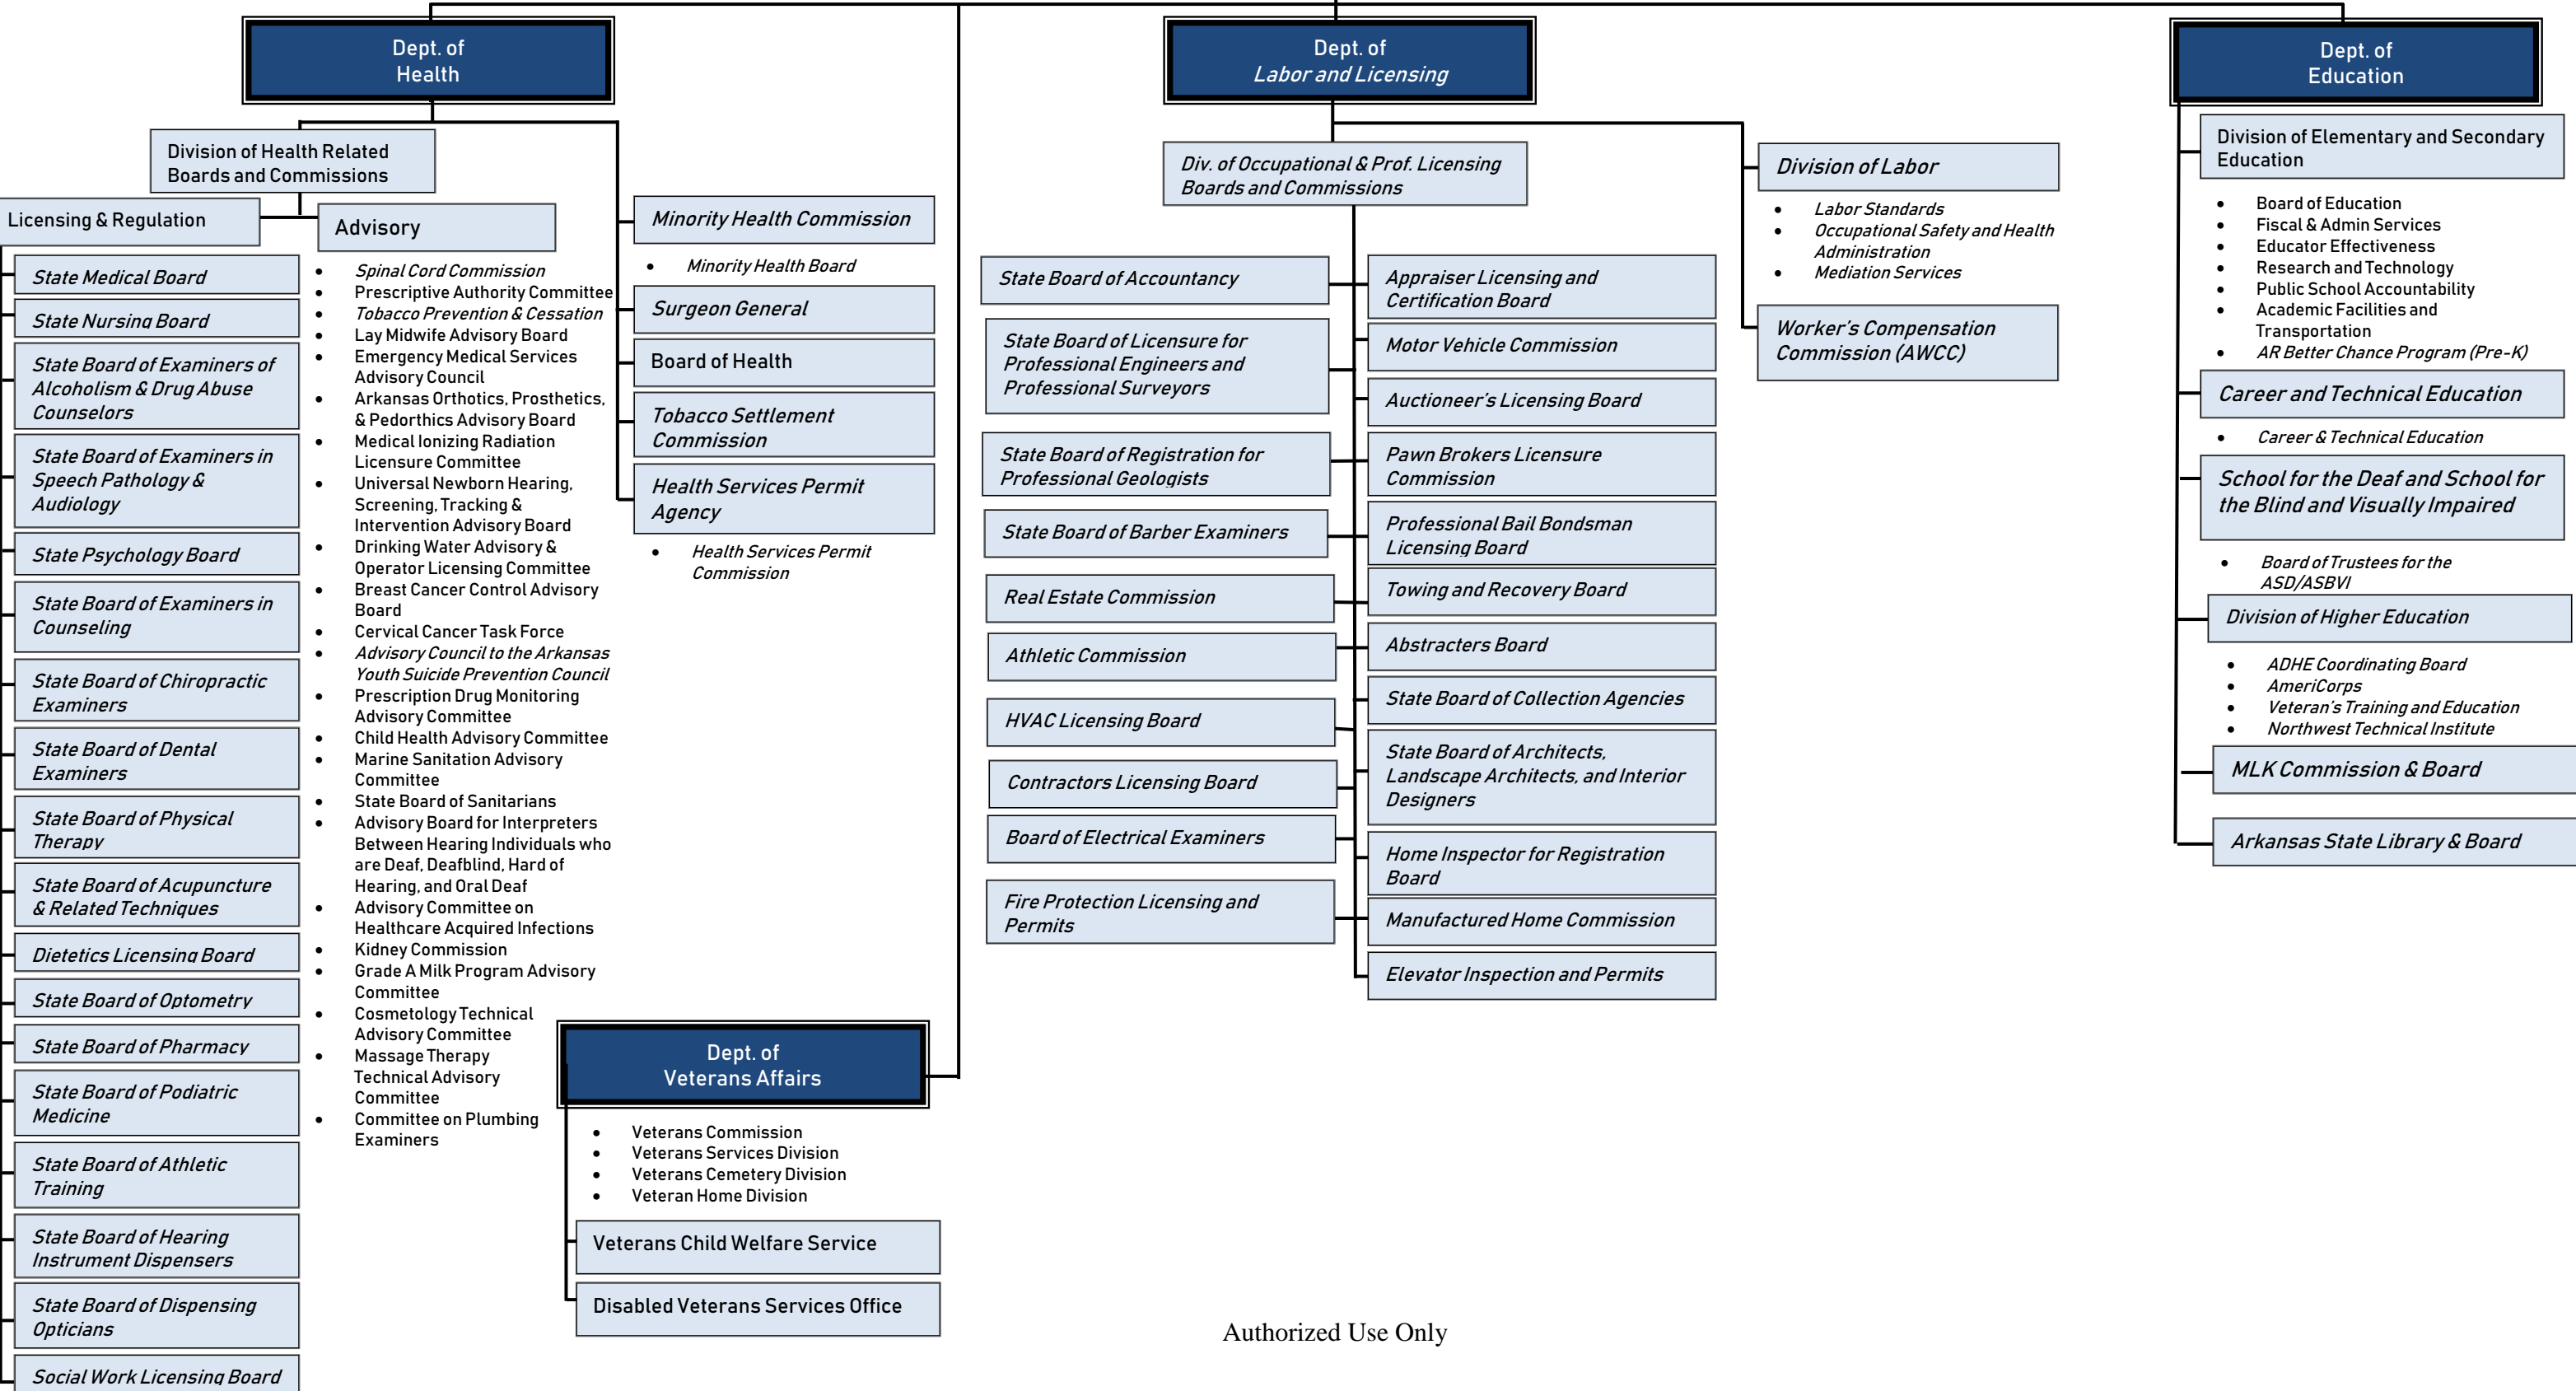 Dept. of
Health
Division of Health Related
Boards and Commissions
Licensing & Regulation
State Medical Board
State Nursing Board
State Board of Examiners of
Alcoholism & Drug Abuse
Counselors
State Board of Examiners in
Speech Pathology &
Audiology
State Psychology Board
State Board of Examiners in
Counseling
State Board of Chiropractic
Examiners
State Board of Dental
Examiners
State Board of Physical
Therapy
State Board of Acupuncture
& Related Techniques
Dietetics Licensing Board
State Board of Optometry
State Board of Pharmacy
State Board of Podiatric
Medicine
State Board of Athletic
Training
State Board of Hearing
Instrument Dispensers
State Board of Dispensing
Opticians
Social Work Licensing Board
Advisory
• Spinal Cord Commission
• Prescriptive Authority Committee
• Tobacco Prevention & Cessation
• Lay Midwife Advisory Board
• Emergency Medical Services
Advisory Council
• Arkansas Orthotics, Prosthetics,
& Pedorthics Advisory Board
• Medical Ionizing Radiation
Licensure Committee
• Universal Newborn Hearing,
Screening, Tracking &
Intervention Advisory Board
• Drinking Water Advisory &
Operator Licensing Committee
• Breast Cancer Control Advisory
Board
• Cervical Cancer Task Force
• Advisory Council to the Arkansas
Youth Suicide Prevention Council
• Prescription Drug Monitoring
Advisory Committee
• Child Health Advisory Committee
• Marine Sanitation Advisory
Committee
• State Board of Sanitarians
• Advisory Board for Interpreters
Between Hearing Individuals who
are Deaf, Deafblind, Hard of
Hearing, and Oral Deaf
• Advisory Committee on
Healthcare Acquired Infections
• Kidney Commission
• Grade A Milk Program Advisory
Committee
• Cosmetology Technical
Advisory Committee
• Massage Therapy
Technical Advisory
Committee
• Committee on Plumbing
Examiners
Minority Health Commission
• Minority Health Board
Surgeon General
Board of Health
Tobacco Settlement
Commission
Health Services Permit
Agency
• Health Services Permit
Commission
Dept. of
Veterans Affairs
• Veterans Commission
• Veterans Services Division
• Veterans Cemetery Division
• Veteran Home Division
Veterans Child Welfare Service
Disabled Veterans Services Office
Dept. of
Labor and Licensing
Div. of Occupational & Prof. Licensing
Boards and Commissions
State Board of Accountancy
State Board of Licensure for
Professional Engineers and
Professional Surveyors
State Board of Registration for
Professional Geologists
State Board of Barber Examiners
Real Estate Commission
Athletic Commission
HVAC Licensing Board
Contractors Licensing Board
Board of Electrical Examiners
Fire Protection Licensing and
Permits
Appraiser Licensing and
Certification Board
Motor Vehicle Commission
Auctioneer's Licensing Board
Pawn Brokers Licensure
Commission
Professional Bail Bondsman
Licensing Board
Towing and Recovery Board
Abstracters Board
State Board of Collection Agencies
State Board of Architects,
Landscape Architects, and Interior
Designers
Home Inspector for Registration
Board
Manufactured Home Commission
Elevator Inspection and Permits
Division of Labor
• Labor Standards
• Occupational Safety and Health
Administration
• Mediation Services
Worker's Compensation
Commission (AWCC)
Dept. of
Education
Division of Elementary and Secondary
Education
• Board of Education
• Fiscal & Admin Services
• Educator Effectiveness
• Research and Technology
• Public School Accountability
• Academic Facilities and
Transportation
• AR Better Chance Program (Pre-K)
Career and Technical Education
• Career & Technical Education
School for the Deaf and School for
the Blind and Visually Impaired
• Board of Trustees for the
ASD/ASBVI
Division of Higher Education
• ADHE Coordinating Board
• AmeriCorps
• Veteran's Training and Education
• Northwest Technical Institute
MLK Commission & Board
Arkansas State Library & Board
Authorized Use Only